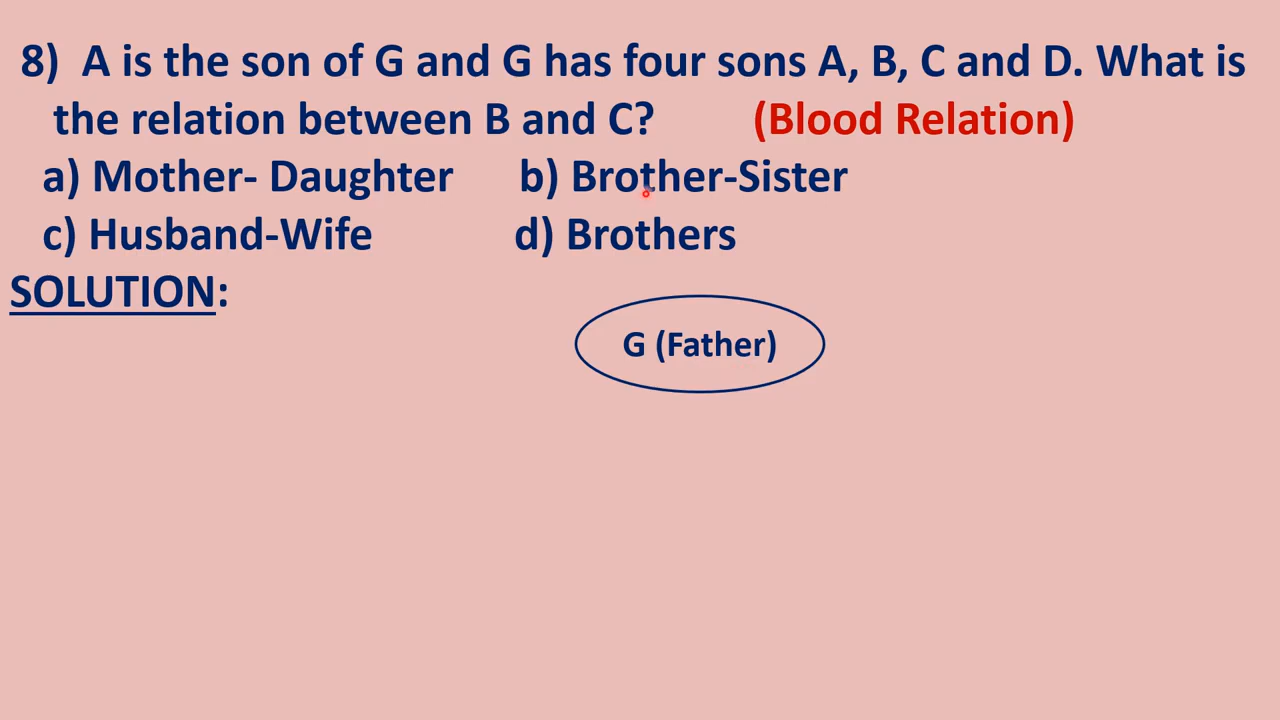 8) A is the son of G and G has four sons A, B, C and D. What is
the relation between B and C? (Blood Relation)
a) Mother- Daughter b) Brother-Sister
c) Husband-Wife d) Brothers
SOLUTION:
G (Father)